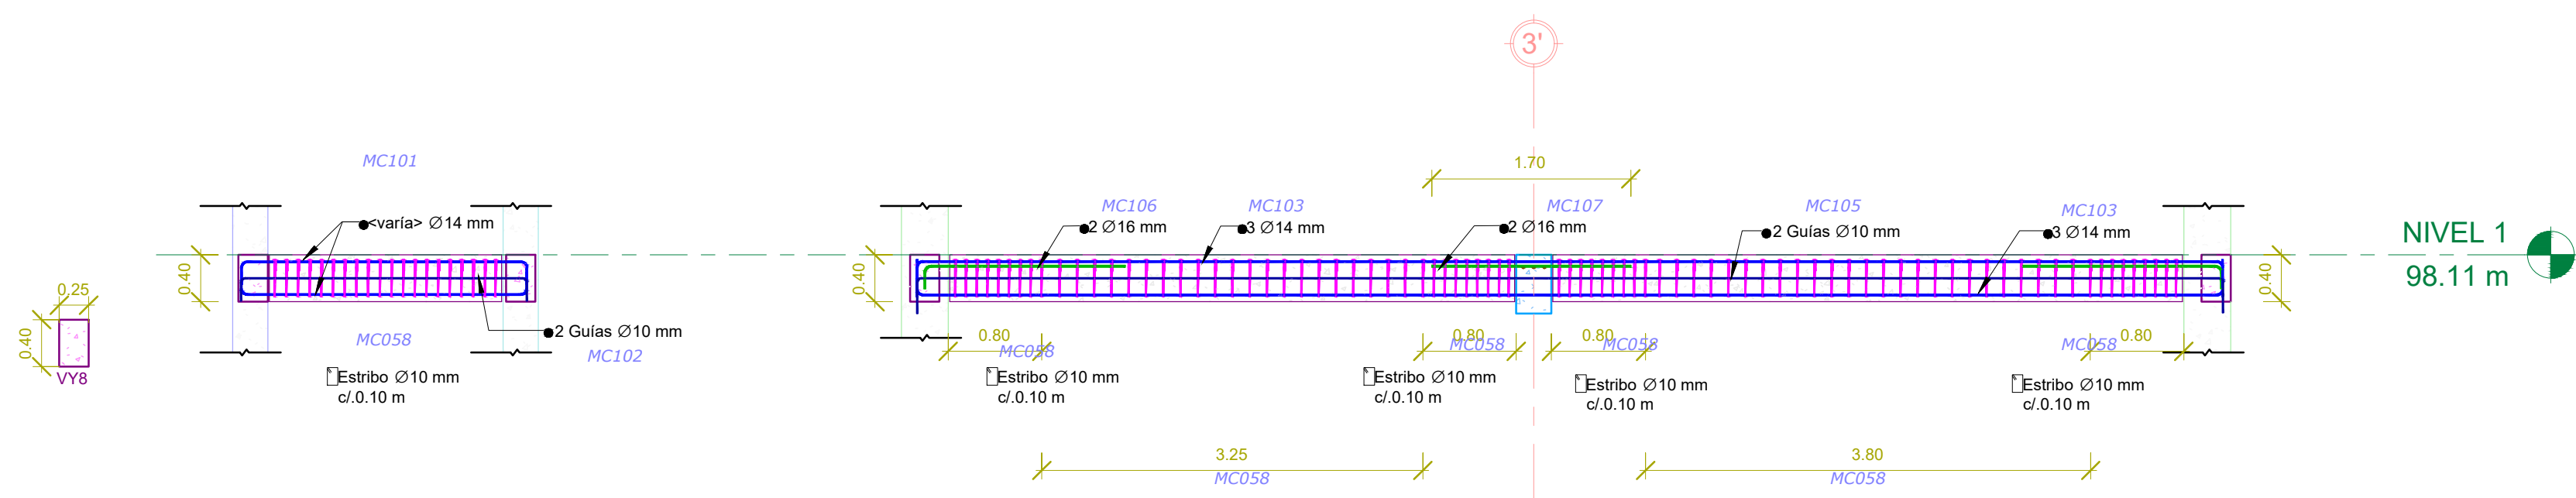 3'
1.70
MC101
<varía> Ø14 mm
0.40
MC058
2 Guías Ø10 mm
MC102
Estribo Ø10 mm
c/.0.10 m
0.25
0.40
VY8
MC106
2 Ø16 mm
MC103
3 Ø14 mm
MC107
2 Ø16 mm
MC105
2 Guías Ø10 mm
MC103
3 Ø14 mm
NIVEL 1
98.11 m
0.40
0.40
0.80
MC058
0.80
MC058
0.80
MC058
MC058
0.80
Estribo Ø10 mm
c/.0.10 m
Estribo Ø10 mm
c/.0.10 m
Estribo Ø10 mm
c/.0.10 m
Estribo Ø10 mm
c/.0.10 m
3.25
MC058
3.80
MC058